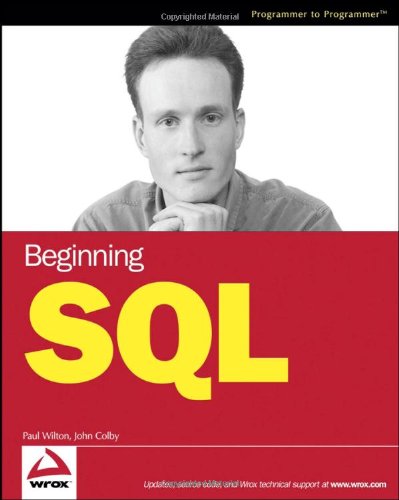 Copyrighted Material
Programmer to Programmer™
Beginning
SQL
Paul Wilton, John Colby
wrox
Updates, source code, and Wrox technical support at www.wrox.com